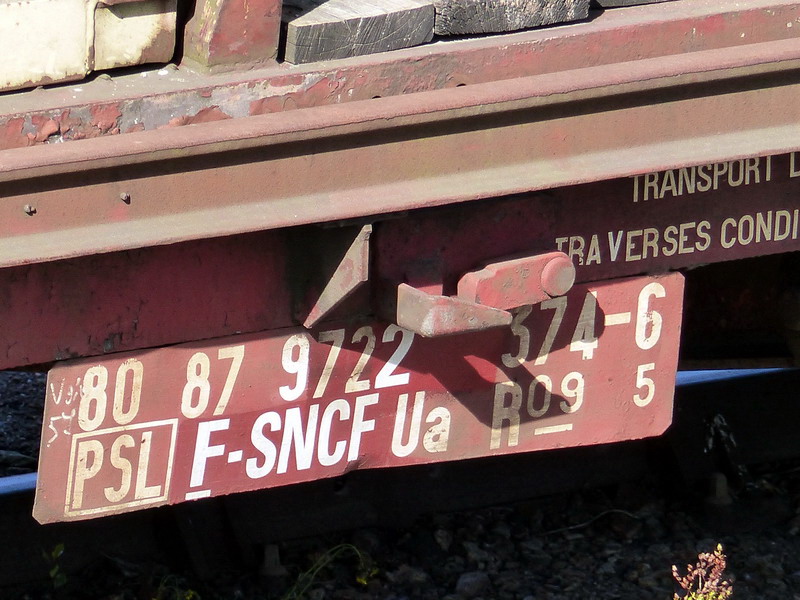 TRANSPORT
TRAVERSES CONDI
80 87 9722 374-6
PSL F-SNCF Ua R09 5